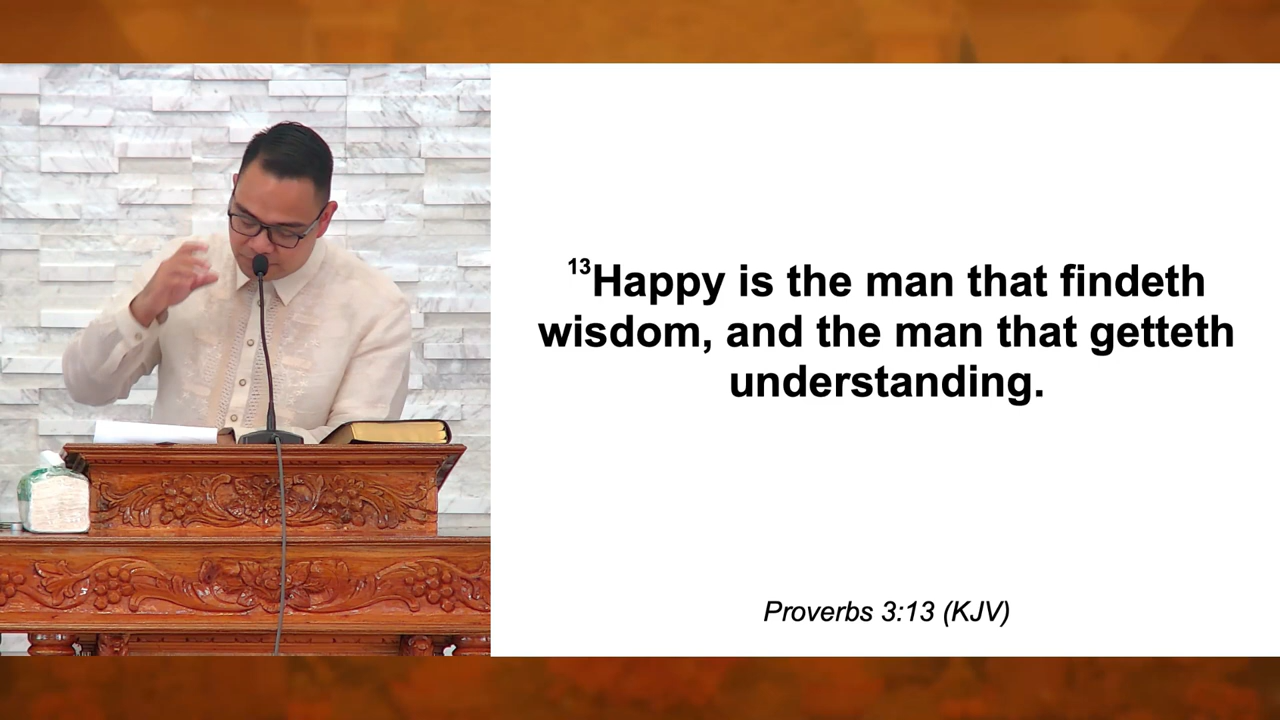 13Happy is the man that findeth
wisdom, and the man that getteth
understanding.
Proverbs 3:13 (KJV)